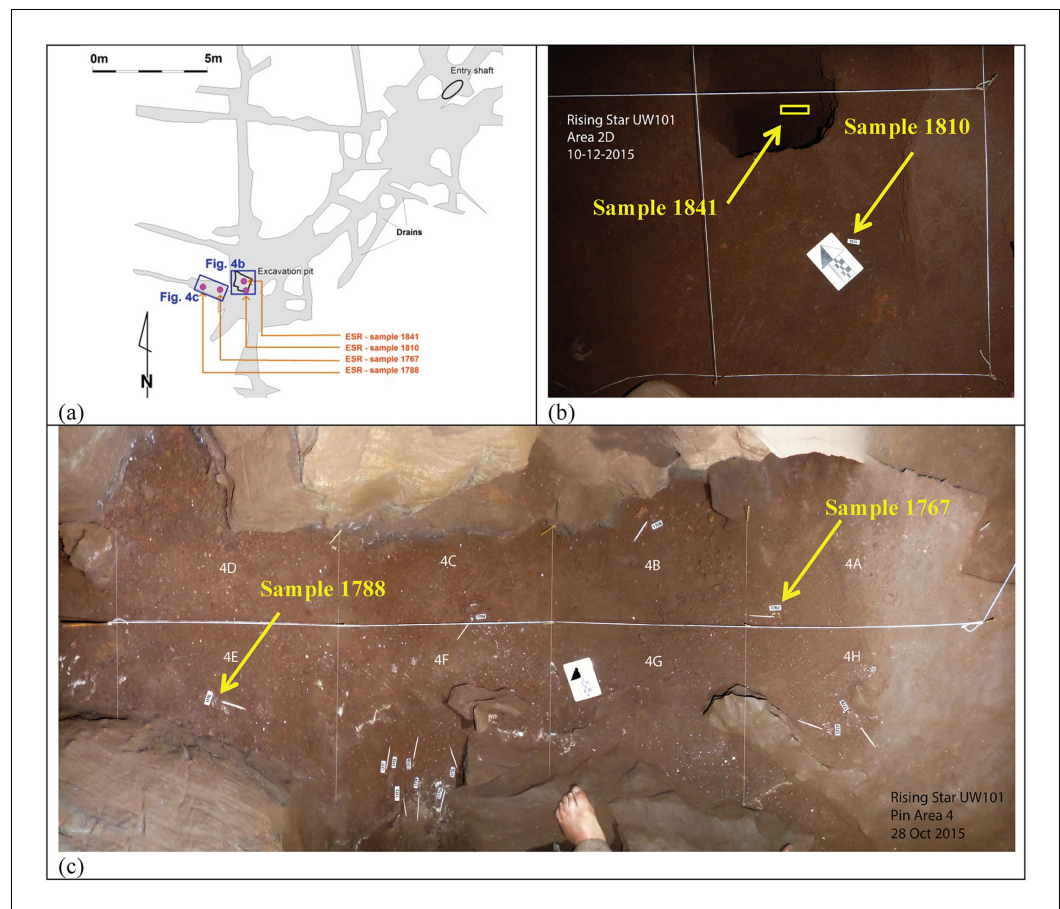 0m
5m
Entry shaft
Drains
Fig. 4b
Excavation pit
Fig. 4c
ESR - sample 1841
ESR - sample 1810
ESR - sample 1767
ESR - sample 1788
N
(a)
Rising Star UW101
Area 2D
10-12-2015
Sample 1810
Sample 1841
(b)
Sample 1767
4D
4C
4B
4A
Sample 1788
4E
4F
4G
4H
Rising Star UW101
Pin Area 4
28 Oct 2015
(c)